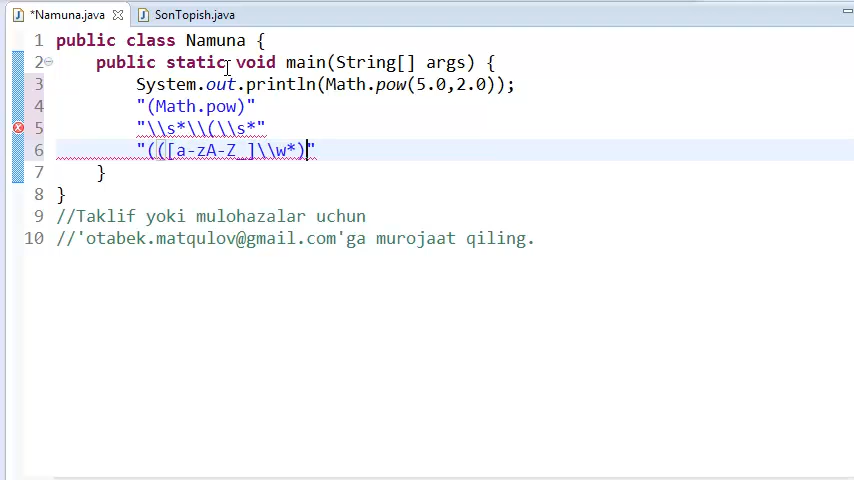 *Namuna.java SonTopish.java
1 public class Namuna {
2 public static void main(String[] args) {
3 System.out.println(Math.pow(5.0,2.0));
4 "(Math.pow)"
5 "\\s*\\(\\s*"
6 "(([a-zA-Z_]\\w*)"
7 }
8 }
9 //Taklif yoki mulohazalar uchun
10 //'otabek.matqulov@gmail.com'ga murojaat qiling.